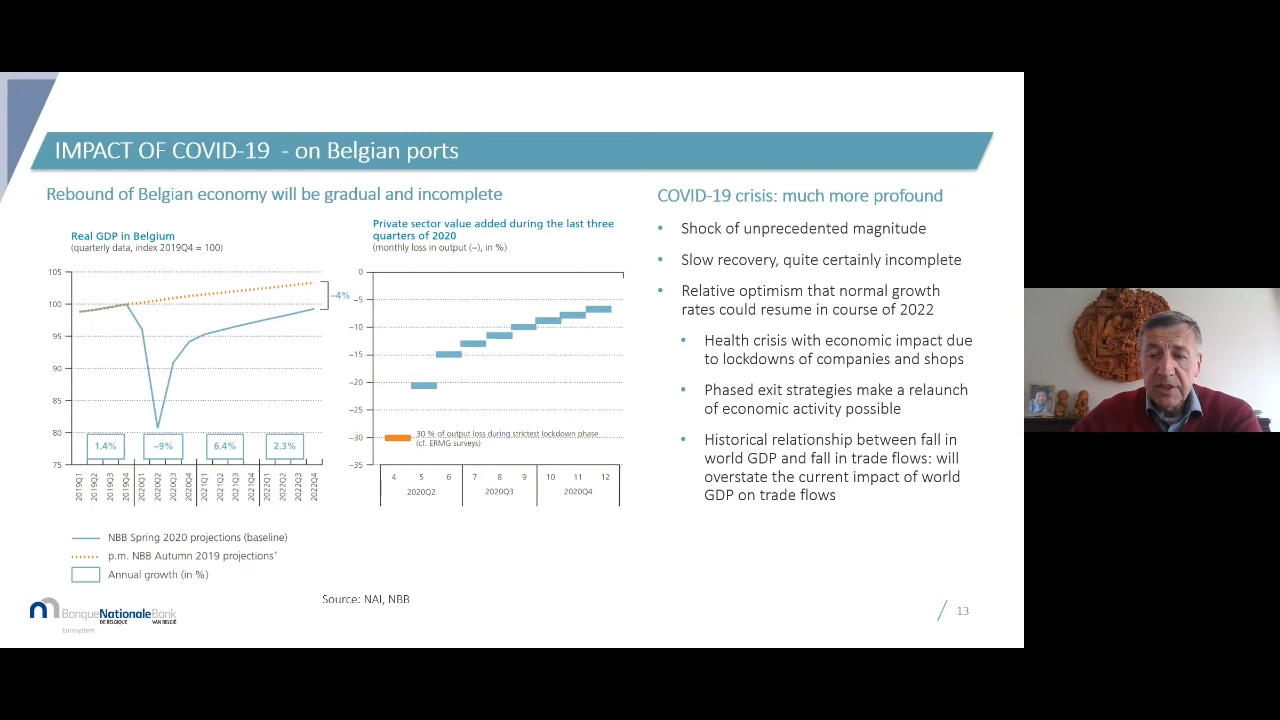 IMPACT OF COVID-19 - on Belgian ports
Rebound of Belgian economy will be gradual and incomplete
Real GDP in Belgium
(quarterly data, index 2019Q4 = 100)
105
100
95
90
85
80
75
-4%
1.4%
-9%
6.4%
2.3%
2019Q1
2019Q2
2019Q3
2019Q4
2020Q1
2020Q2
2020Q3
2020Q4
2021Q1
2021Q2
2021Q3
2021Q4
2022Q1
2022Q2
2022Q3
2022Q4
NBB Spring 2020 projections (baseline)
p.m. NBB Autumn 2019 projections¹
Annual growth (in %)
Private sector value added during the last three
quarters of 2020
(monthly loss in output (–), in %)
0
-5
-10
-15
-20
-25
-30
-35
30 % of output loss during strictest lockdown phase
(cf. ERMG surveys)
4 5 6 7 8 9 10 11 12
2020Q2 2020Q3 2020Q4
Source: NAI, NBB
COVID-19 crisis: much more profound
• Shock of unprecedented magnitude
• Slow recovery, quite certainly incomplete
• Relative optimism that normal growth
rates could resume in course of 2022
• Health crisis with economic impact due
to lockdowns of companies and shops
• Phased exit strategies make a relaunch
of economic activity possible
• Historical relationship between fall in
world GDP and fall in trade flows: will
overstate the current impact of world
GDP on trade flows
BanqueNationaleBank
DE BELGIQUE VAN BELGIË
Eurosystem
13